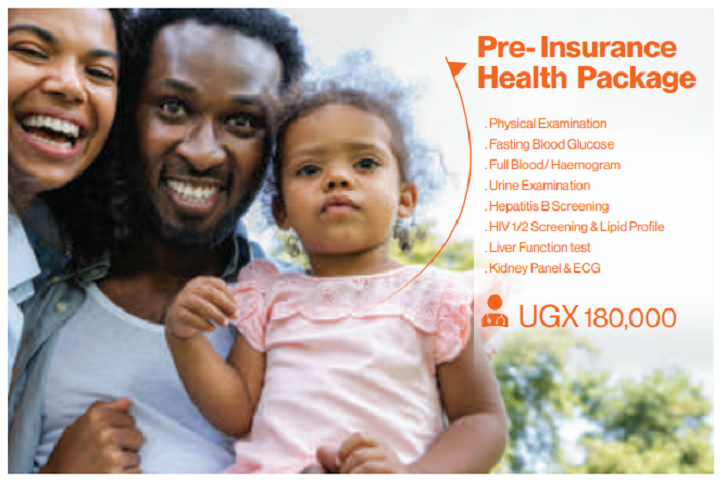 Pre-Insurance
Health Package
. Physical Examination
. Fasting Blood Glucose
. Full Blood/ Haemogram
. Urine Examination
. Hepatitis B Screening
. HIV 1/2 Screening & Lipid Profile
. Liver Function test
. Kidney Panel & ECG
UGX 180,000